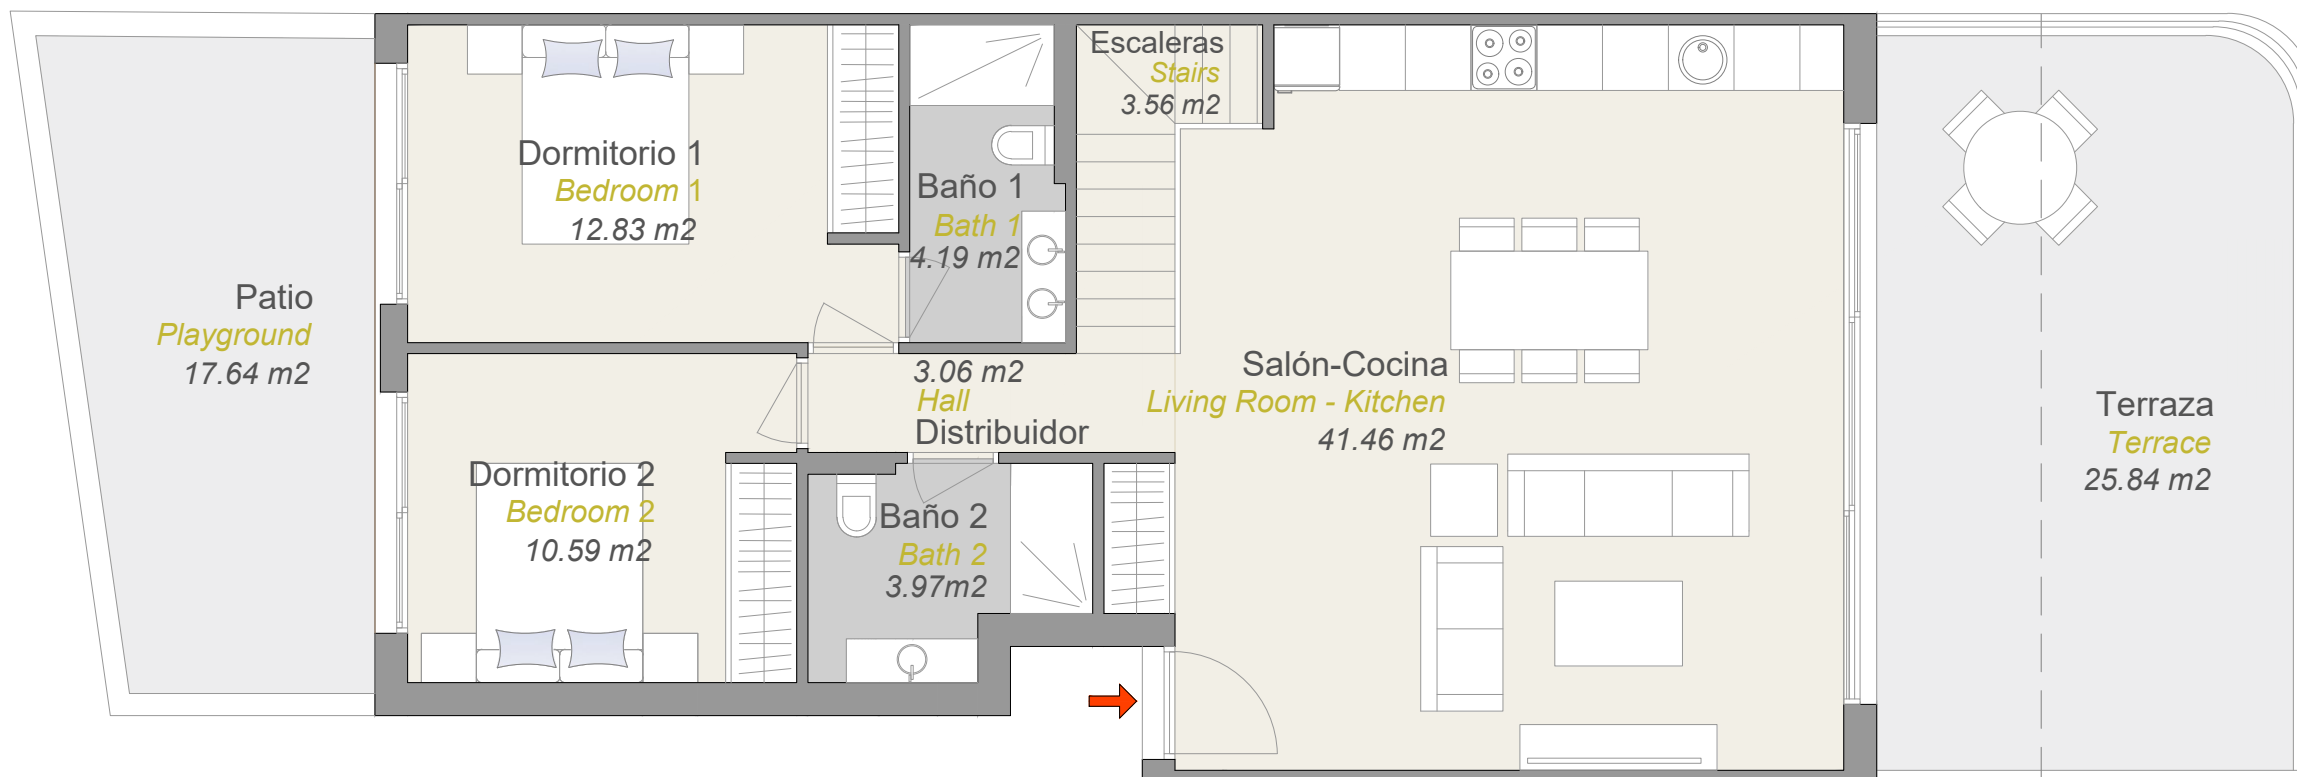 Patio
Playground
17.64 m2
Dormitorio 1
Bedroom 1
12.83 m2
Dormitorio 2
Bedroom 2
10.59 m2
Baño 1
Bath 1
4.19 m2
Escaleras
Stairs
3.56 m2
3.06 m2
Hall
Distribuidor
Baño 2
Bath 2
3.97m2
Salón-Cocina
Living Room - Kitchen
41.46 m2
Terraza
Terrace
25.84 m2